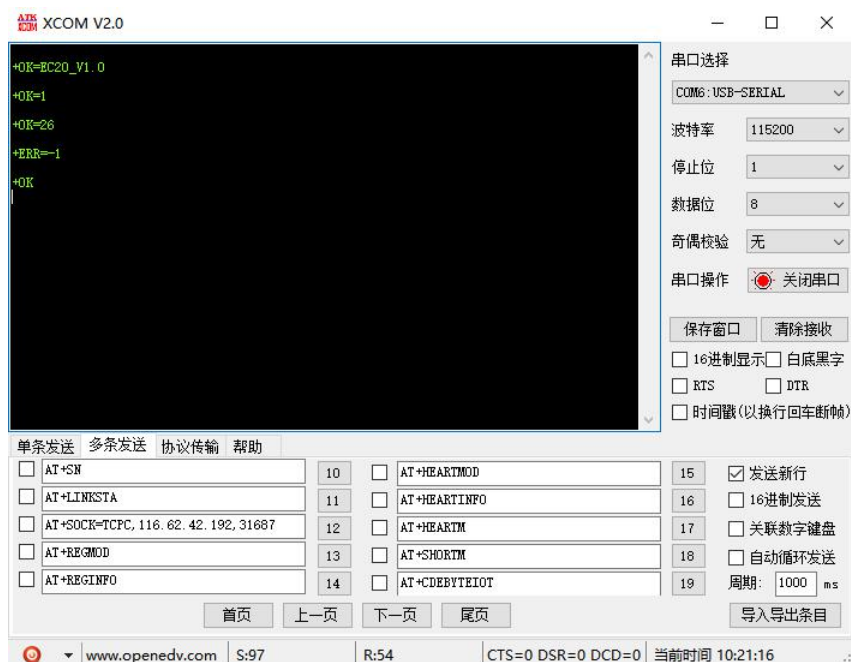 ATK XCOM XCOM V2.0
+OK=EC20_V1.0
+OK=1
+OK=26
+ERR=-1
+OK
串口选择
COM6:USB-SERIAL
波特率 115200
停止位 1
数据位 8
奇偶校验 无
串口操作 关闭串口
保存窗口 清除接收
16进制显示 白底黑字
RTS DTR
时间戳(以换行回车断帧)
单条发送 多条发送 协议传输 帮助
AT+SN 10 AT+HEARTMOD 15 发送新行
AT+LINKSTA 11 AT+HEARTINFO 16 16进制发送
AT+SOCK=TCPC,116.62.42.192,31687 12 AT+HEARTM 17 关联数字键盘
AT+REGMOD 13 AT+SHORTM 18 自动循环发送
AT+REGINFO 14 AT+CDEBYTEIOT 19 周期: 1000 ms
首页 上一页 下一页 尾页 导入导出条目
www.openedv.com S:97 R:54 CTS=0 DSR=0 DCD=0 当前时间 10:21:16